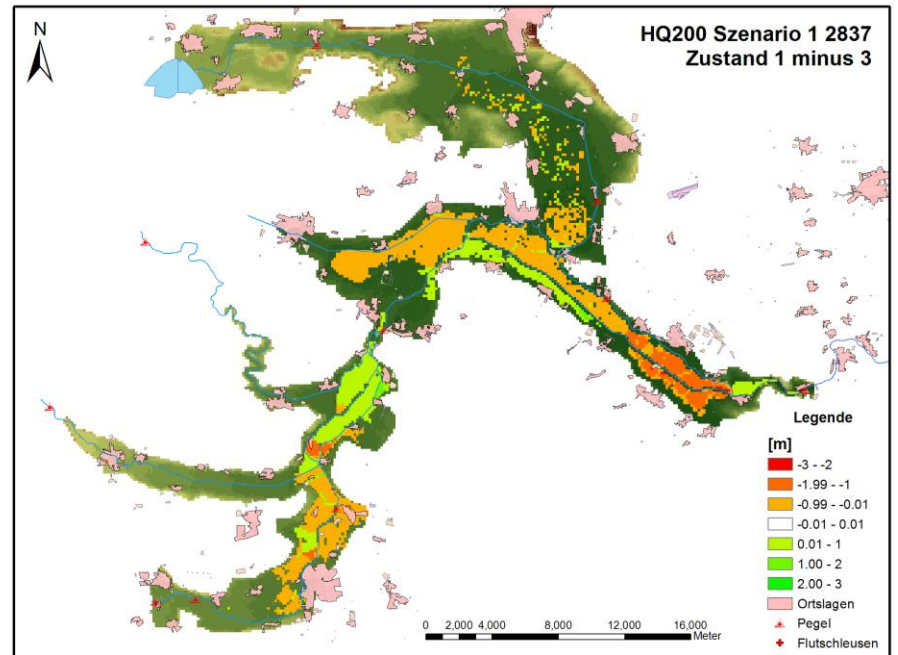 N
HQ200 Szenario 1 2837
Zustand 1 minus 3
Legende
[m]
-3 - -2
-1.99 - -1
-0.99 - -0.01
-0.01 - 0.01
0.01 - 1
1.00 - 2
2.00 - 3
Ortslagen
Pegel
Flutschleusen
0 2,000 4,000 8,000 12,000 16,000
Meter